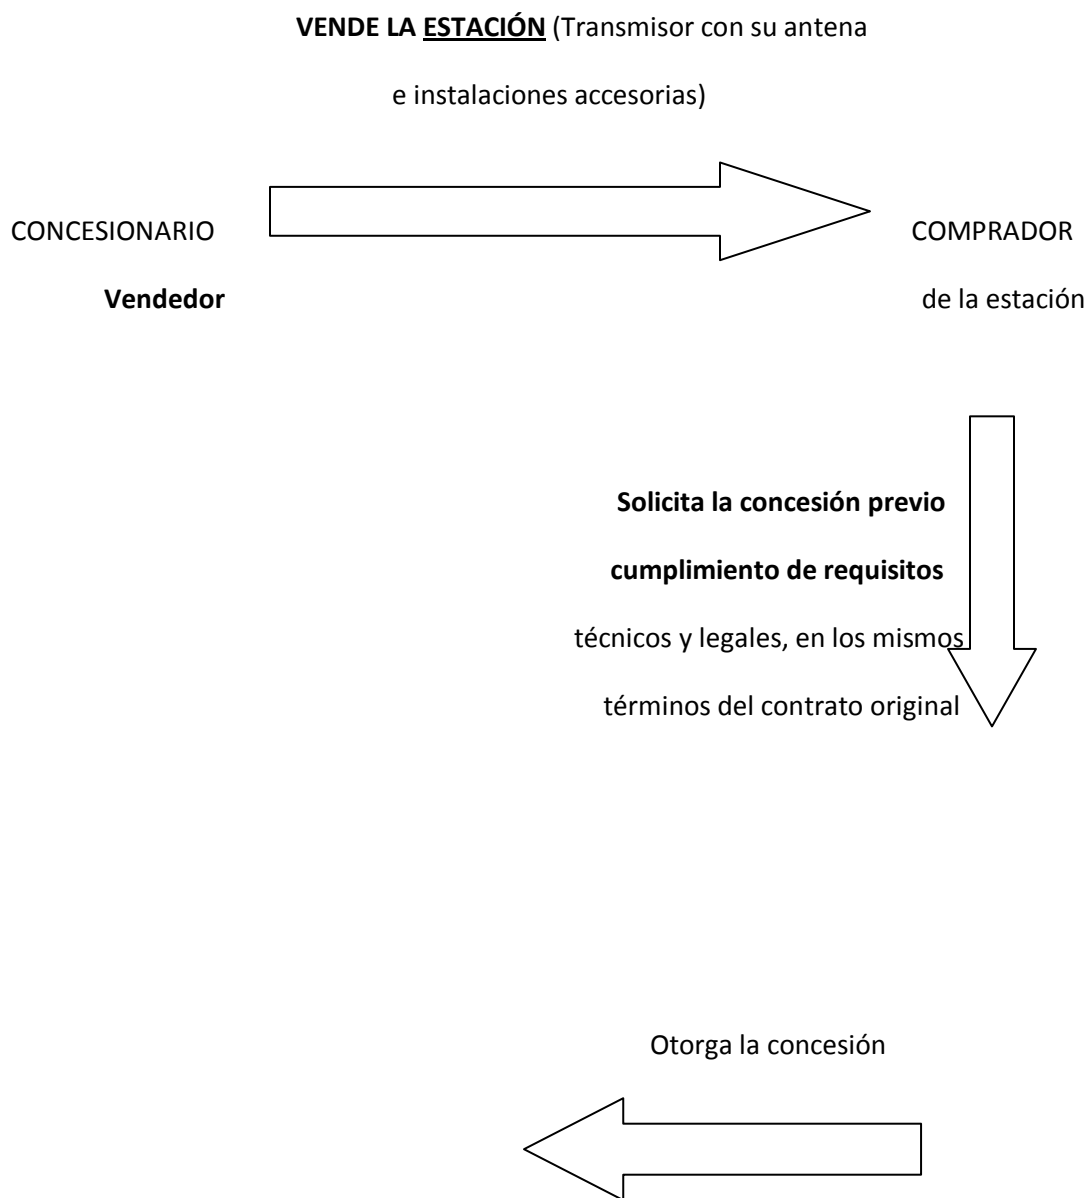 VENDE LA ESTACIÓN (Transmisor con su antena
e instalaciones accesorias)
CONCESIONARIO
COMPRADOR
Vendedor
de la estación
Solicita la concesión previo
cumplimiento de requisitos
técnicos y legales, en los mismos
términos del contrato original
Otorga la concesión